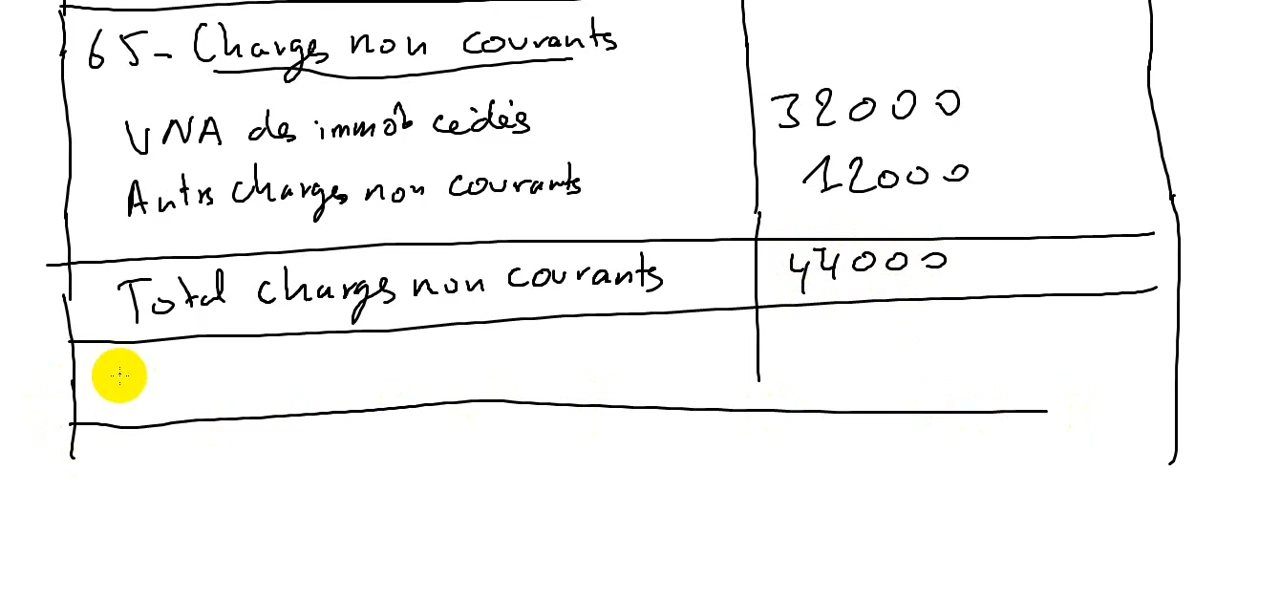 65- Charges non courants
VNA des immob cédés
32000
Autrs charges non courants
12000
Total charges non courants
44000